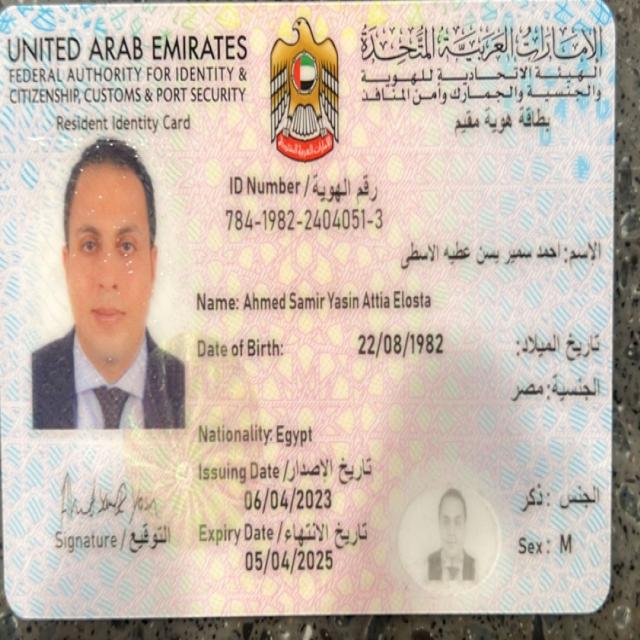 UNITED ARAB EMIRATES
FEDERAL AUTHORITY FOR IDENTITY &
CITIZENSHIP, CUSTOMS & PORT SECURITY
Resident Identity Card
الإمارات العربية المتحدة
الهيئة الاتحادية للهوية
والجنسية والجمارك وأمن المنافذ
بطاقة هوية مقيم
ID Number / رقم الهوية
784-1982-2404051-3
الاسم: احمد سمير يسن عطيه الاسطى
Name: Ahmed Samir Yasin Attia Elosta
Date of Birth: 22/08/1982 تاريخ الميلاد:
الجنسية: مصر
Nationality: Egypt
Issuing Date / تاريخ الإصدار
06/04/2023
Expiry Date / تاريخ الانتهاء
05/04/2025
الجنس: ذكر
Sex: M
Signature / التوقيع